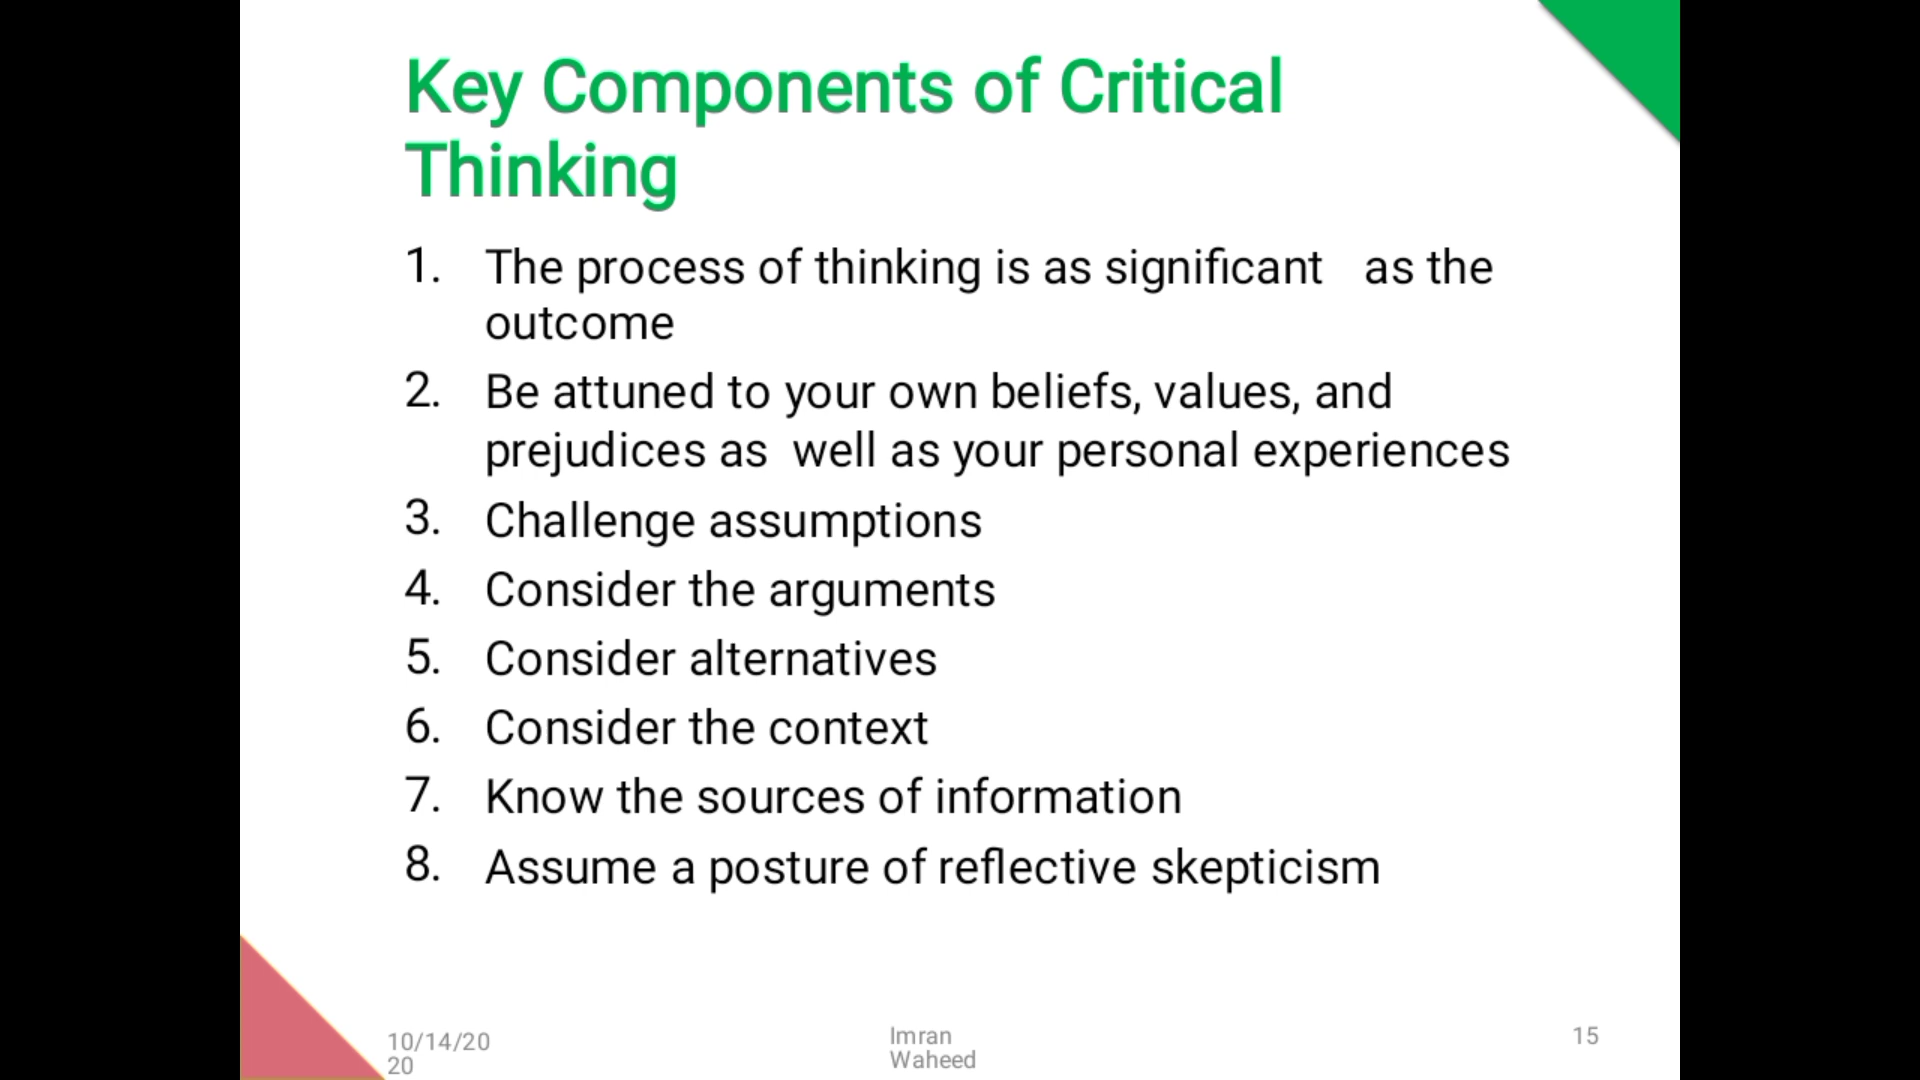 Key Components of Critical
Thinking
1. The process of thinking is as significant as the
outcome
2. Be attuned to your own beliefs, values, and
prejudices as well as your personal experiences
3. Challenge assumptions
4. Consider the arguments
5. Consider alternatives
6. Consider the context
7. Know the sources of information
8. Assume a posture of reflective skepticism
10/14/20
20
Imran
Waheed
15